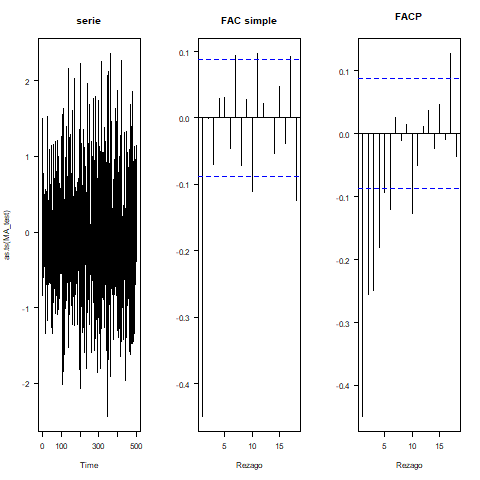 serie
FAC simple
FACP
as.ts(MA_test)
2
1
0
-1
-2
0 100 300 500
Time
0.1
0.0
-0.1
-0.2
-0.3
-0.4
5 10 15
Rezago
0.1
0.0
-0.1
-0.2
-0.3
-0.4
5 10 15
Rezago